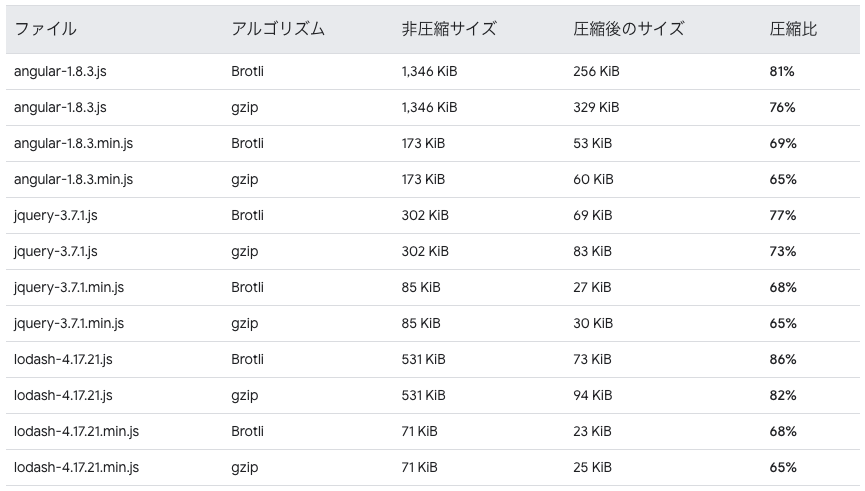 ファイル アルゴリズム 非圧縮サイズ 圧縮後のサイズ 圧縮比
angular-1.8.3.js Brotli 1,346 KiB 256 KiB 81%
angular-1.8.3.js gzip 1,346 KiB 329 KiB 76%
angular-1.8.3.min.js Brotli 173 KiB 53 KiB 69%
angular-1.8.3.min.js gzip 173 KiB 60 KiB 65%
jquery-3.7.1.js Brotli 302 KiB 69 KiB 77%
jquery-3.7.1.js gzip 302 KiB 83 KiB 73%
jquery-3.7.1.min.js Brotli 85 KiB 27 KiB 68%
jquery-3.7.1.min.js gzip 85 KiB 30 KiB 65%
lodash-4.17.21.js Brotli 531 KiB 73 KiB 86%
lodash-4.17.21.js gzip 531 KiB 94 KiB 82%
lodash-4.17.21.min.js Brotli 71 KiB 23 KiB 68%
lodash-4.17.21.min.js gzip 71 KiB 25 KiB 65%